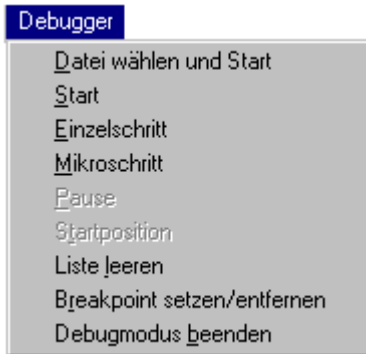 Debugger
Datei wählen und Start
Start
Einzelschritt
Mikroschritt
Pause
Startposition
Liste leeren
Breakpoint setzen/entfernen
Debugmodus beenden